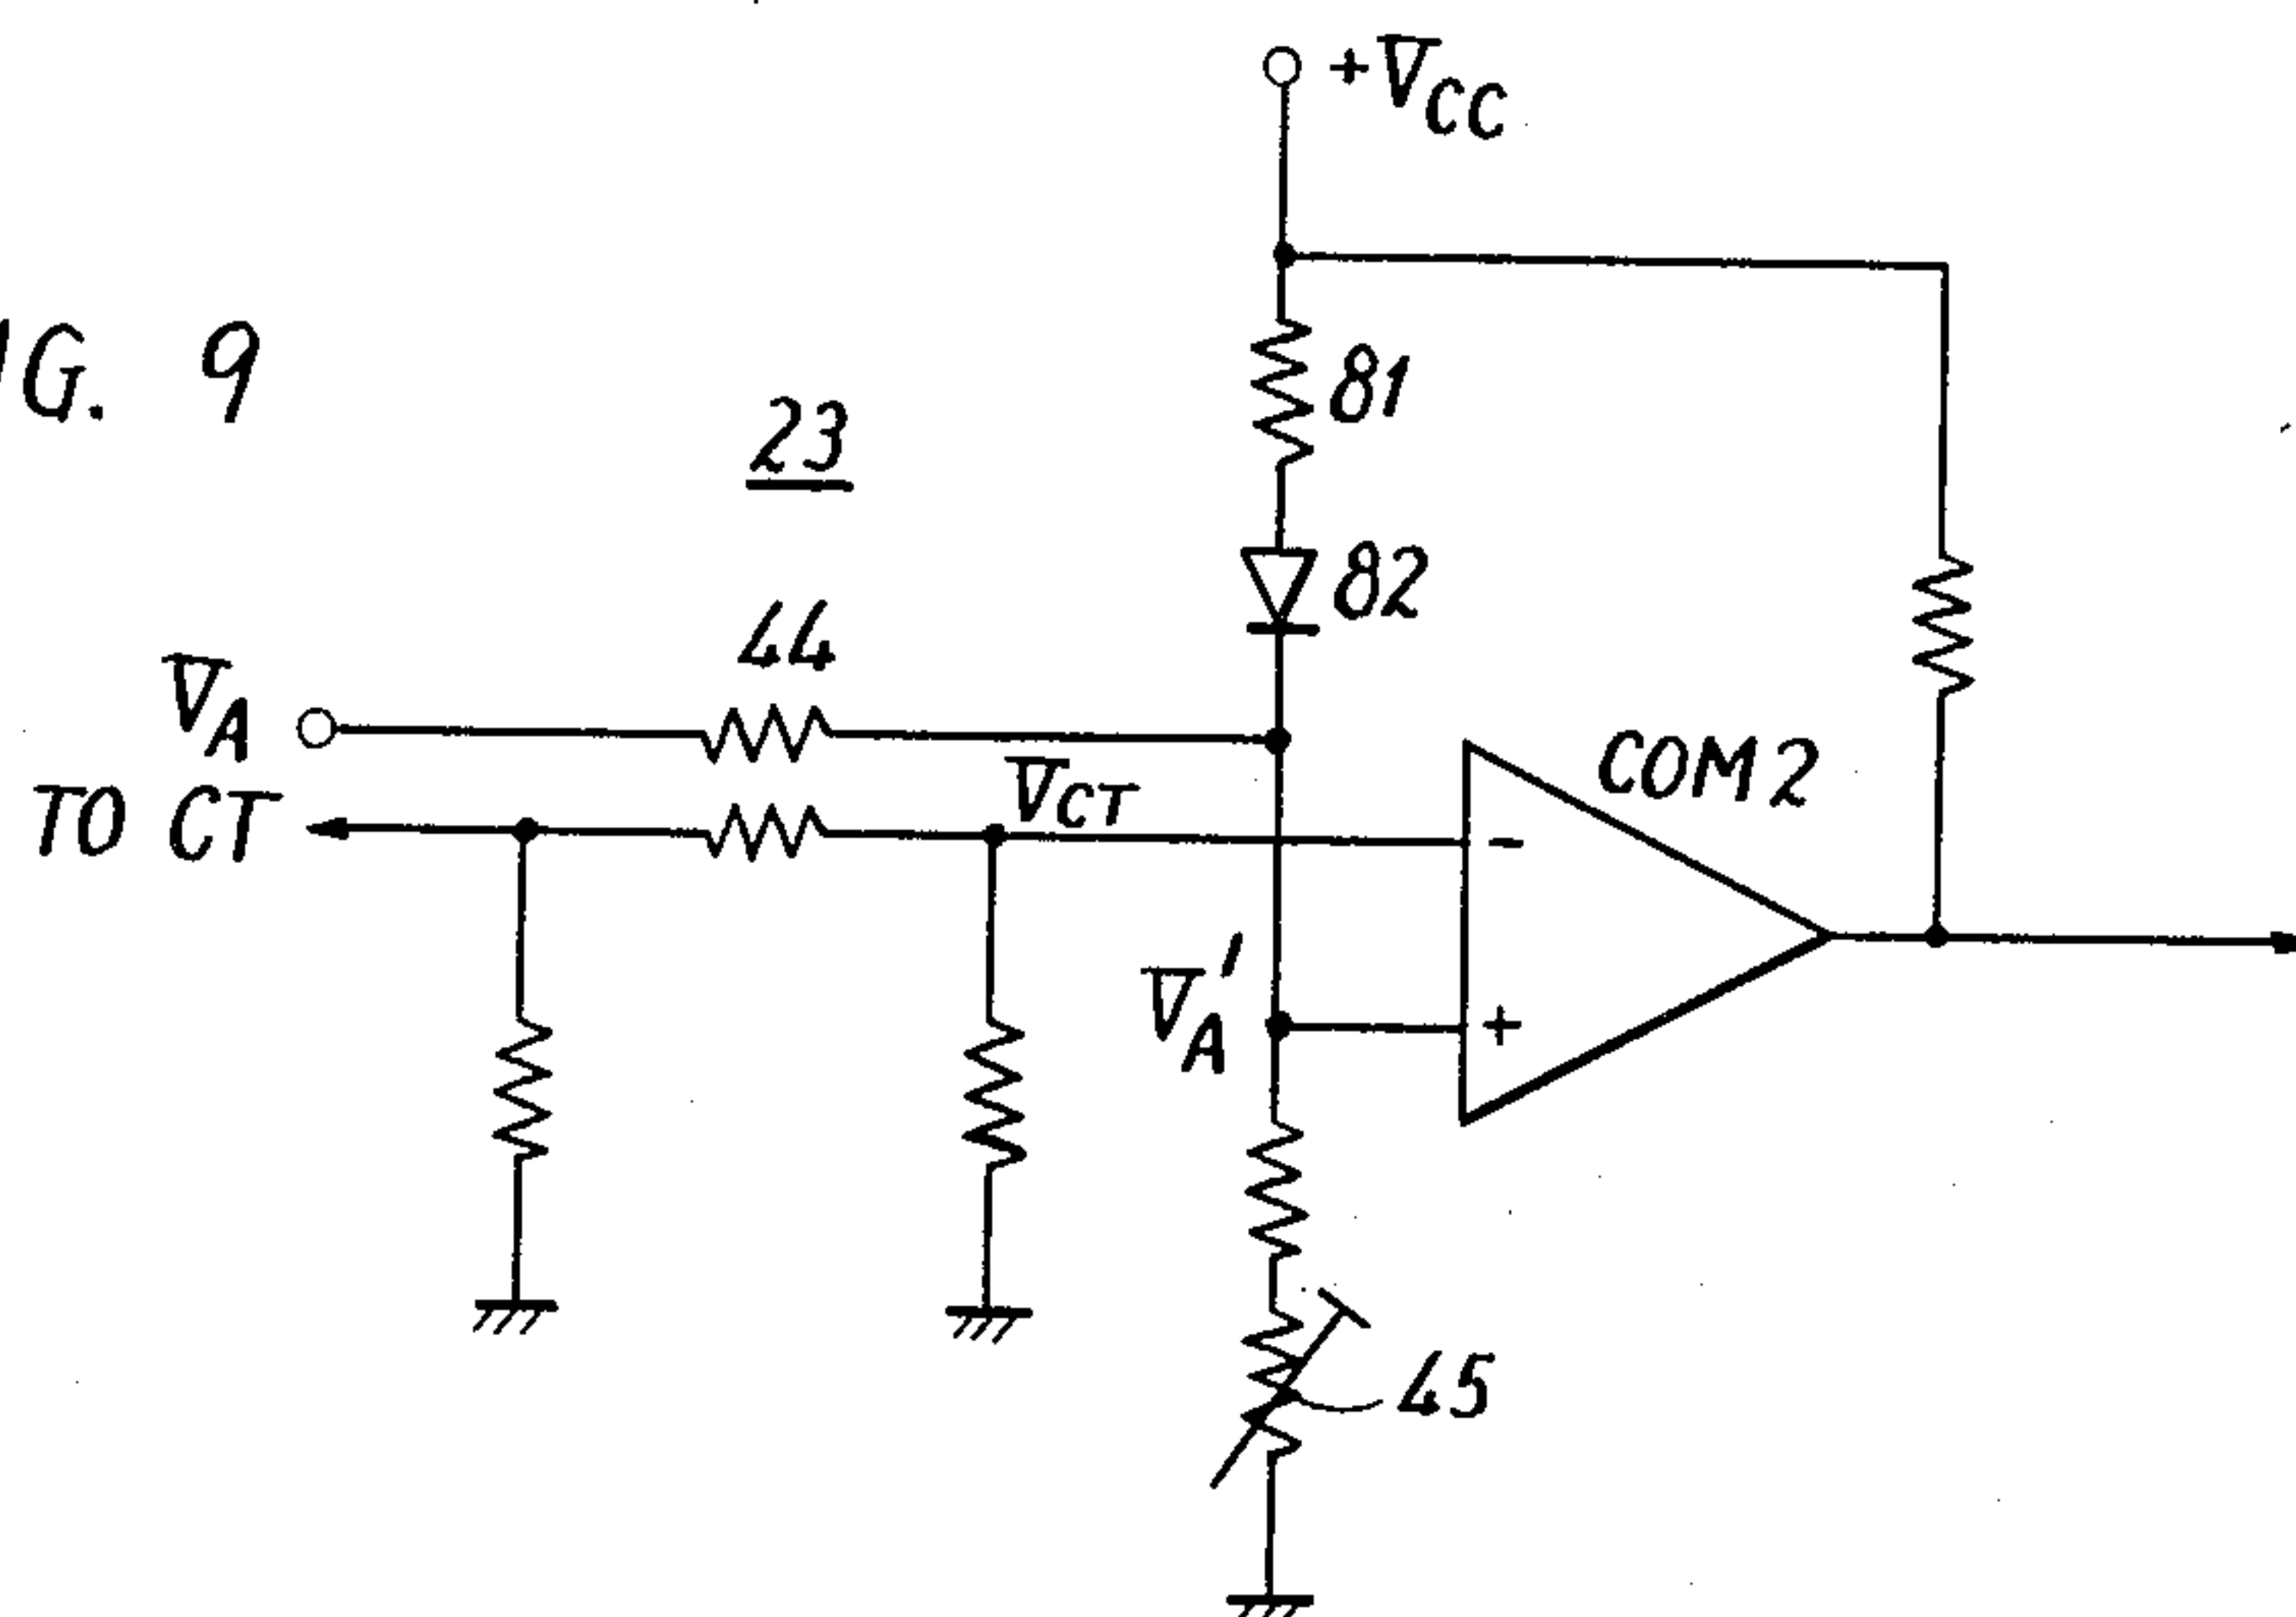 +VCC
IG. 9
81
23
82
44
VA
COM2
VCT
TO CT
-
VA'
+
45